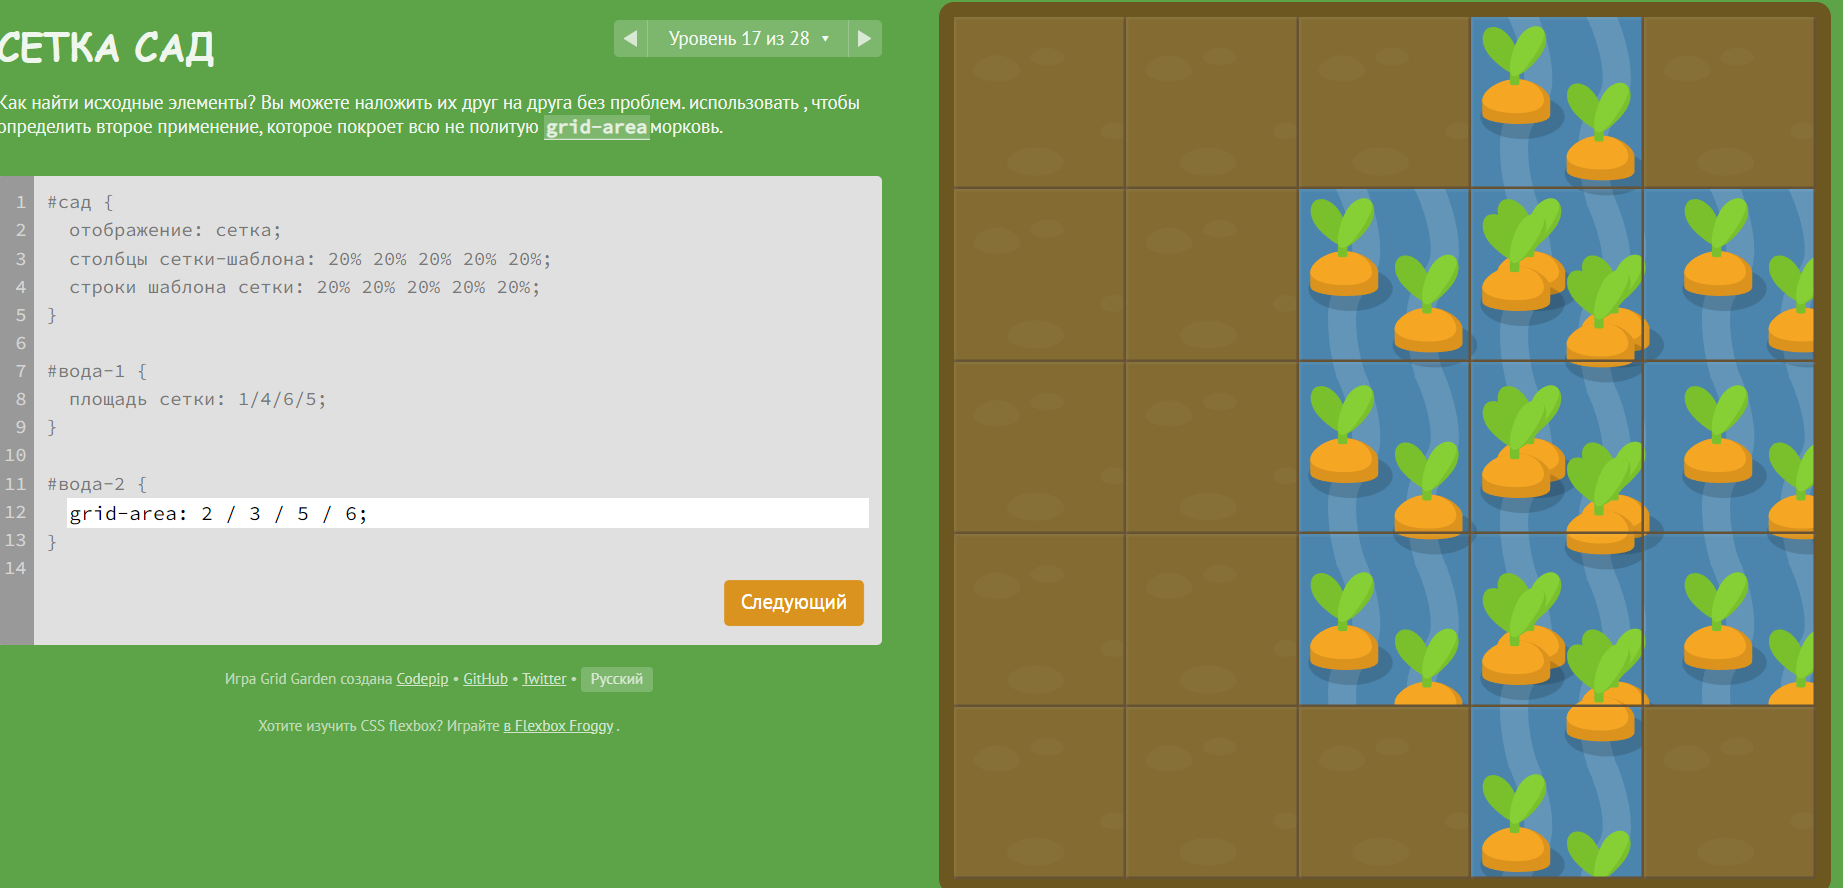 СЕТКА САД
◀ Уровень 17 из 28 ▾ ▶
Как найти исходные элементы? Вы можете наложить их друг на друга без проблем. использовать , чтобы
определить второе применение, которое покроет всю не политую grid-area морковь.
1 #сад {
2 отображение: сетка;
3 столбцы сетки-шаблона: 20% 20% 20% 20% 20%;
4 строки шаблона сетки: 20% 20% 20% 20% 20%;
5 }
6
7 #вода-1 {
8 площадь сетки: 1/4/6/5;
9 }
10
11 #вода-2 {
12 grid-area: 2 / 3 / 5 / 6;
13 }
14
Следующий
Игра Grid Garden создана Codepip • GitHub • Twitter • Русский
Хотите изучить CSS flexbox? Играйте в Flexbox Froggy .